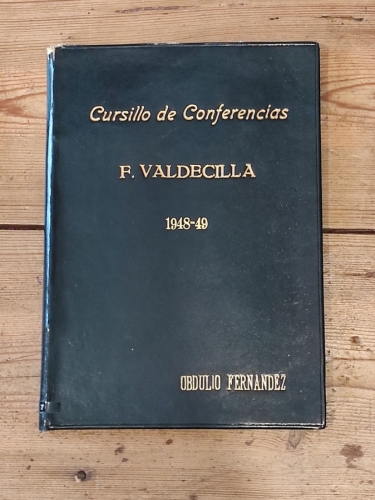 Cursillo de Conferencias
F. VALDECILLA
1948-49
OBDULIO FERNANDEZ